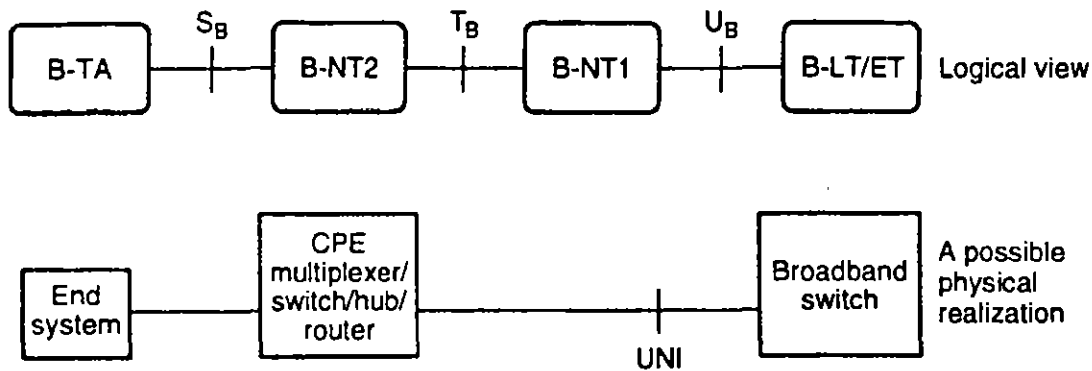 S_B T_B U_B
B-TA B-NT2 B-NT1 B-LT/ET Logical view
End
system
CPE
multiplexer/
switch/hub/
router
UNI
Broadband
switch
A possible
physical
realization